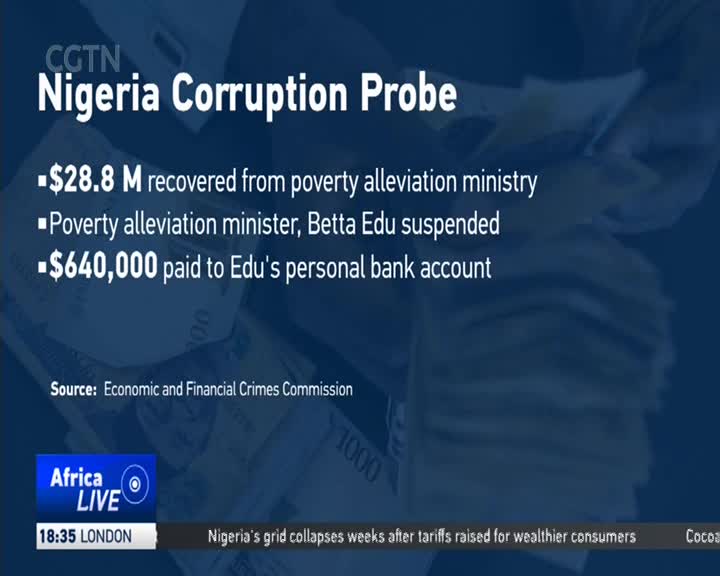 CGTN
Nigeria Corruption Probe
▪$28.8 M recovered from poverty alleviation ministry
▪Poverty alleviation minister, Betta Edu suspended
▪$640,000 paid to Edu's personal bank account
Source: Economic and Financial Crimes Commission
1000
Africa
LIVE
18:35 LONDON
Nigeria's grid collapses weeks after tariffs raised for wealthier consumers
Cocoa